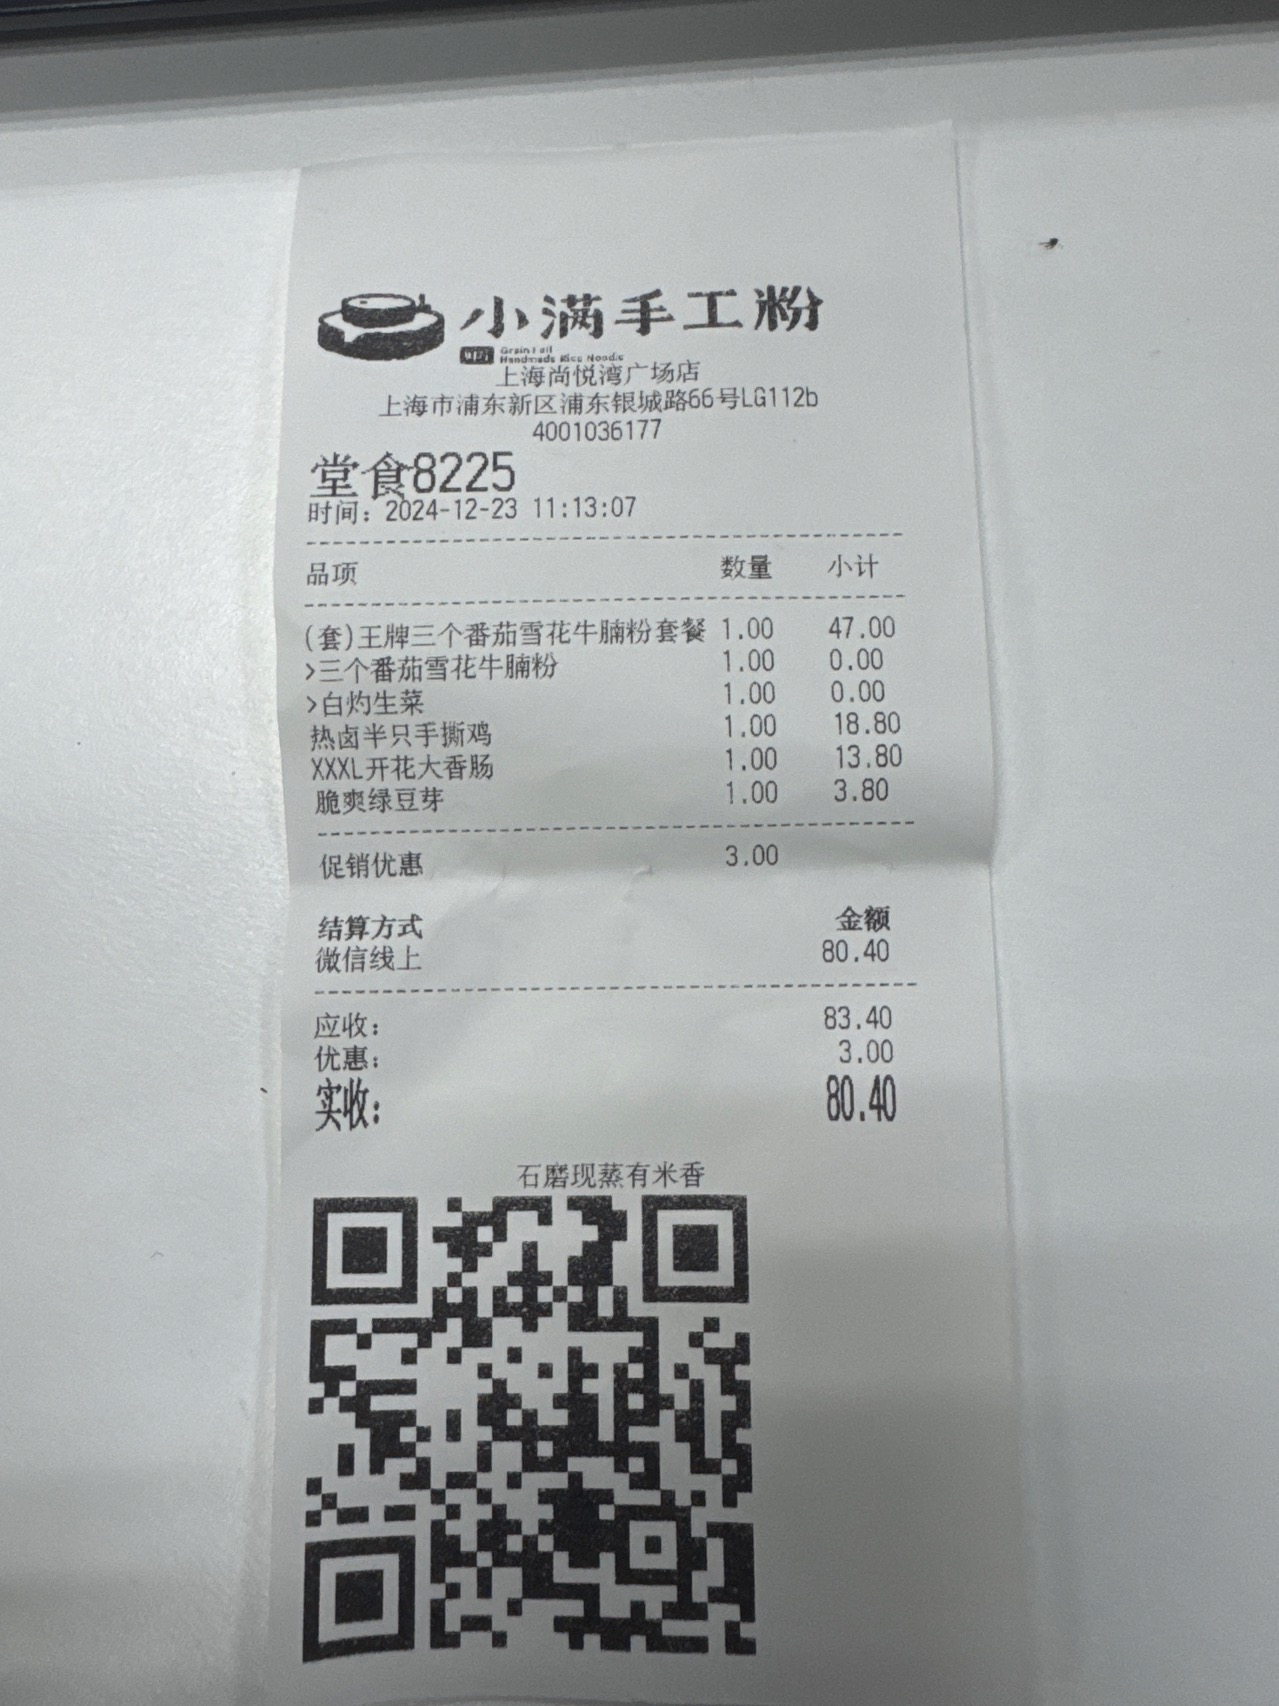 小满手工粉
Grain Full
Handmade Rice Noodle
上海尚悦湾广场店
上海市浦东新区浦东银城路66号LG112b
4001036177
堂食8225
时间：2024-12-23 11:13:07
品项 数量 小计
(套)王牌三个番茄雪花牛腩粉套餐 1.00 47.00
>三个番茄雪花牛腩粉 1.00 0.00
>白灼生菜 1.00 0.00
热卤半只手撕鸡 1.00 18.80
XXXL开花大香肠 1.00 13.80
脆爽绿豆芽 1.00 3.80
促销优惠 3.00
结算方式 金额
微信线上 80.40
应收： 83.40
优惠： 3.00
实收： 80.40
石磨现蒸有米香